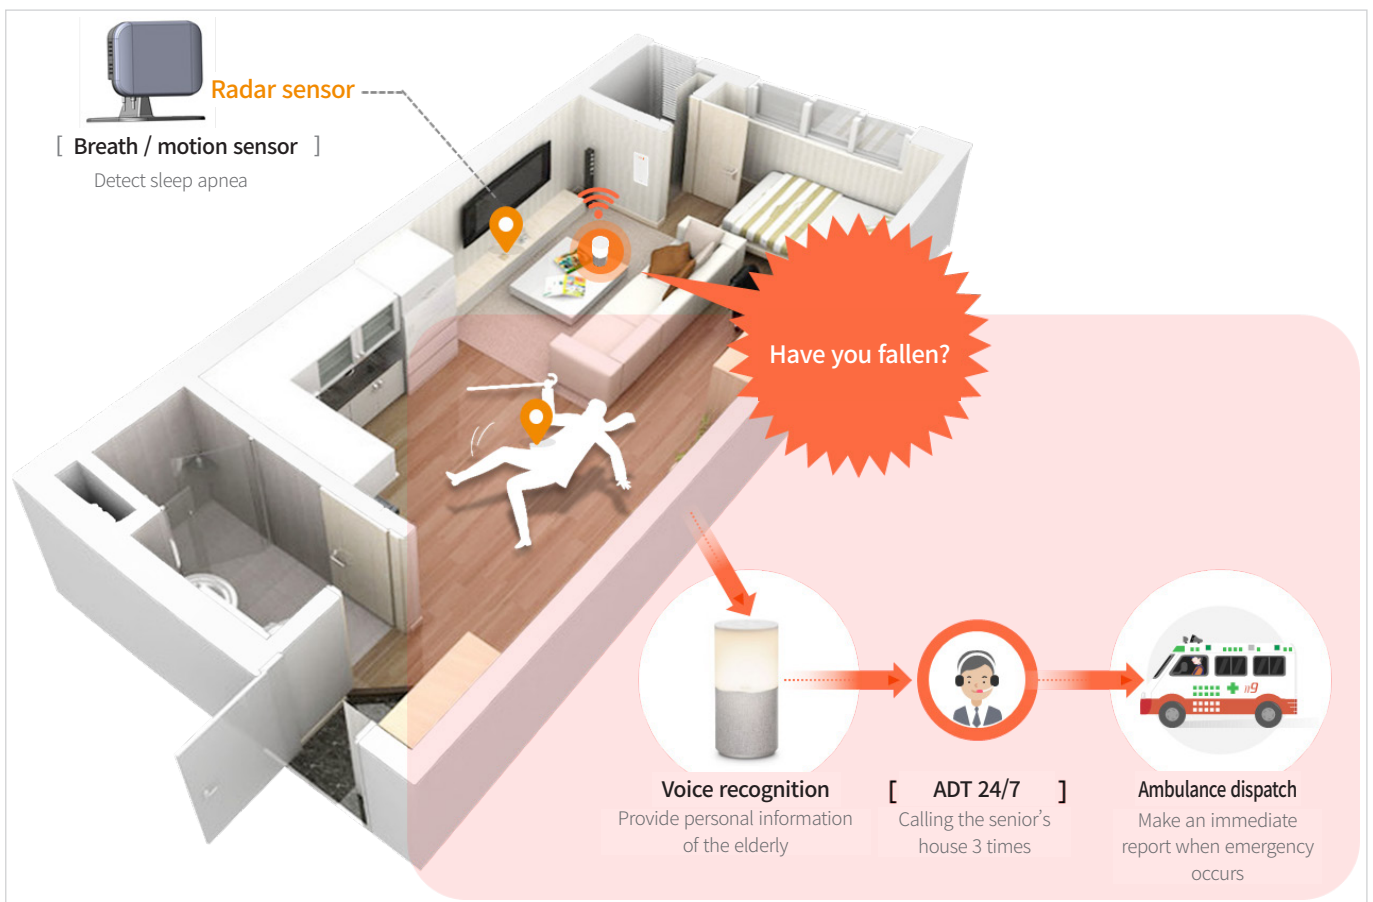 Radar sensor
[ Breath / motion sensor ]
Detect sleep apnea
Have you fallen?
119
Voice recognition
Provide personal information
of the elderly
[ ADT 24/7 ]
Calling the senior's
house 3 times
Ambulance dispatch
Make an immediate
report when emergency
occurs